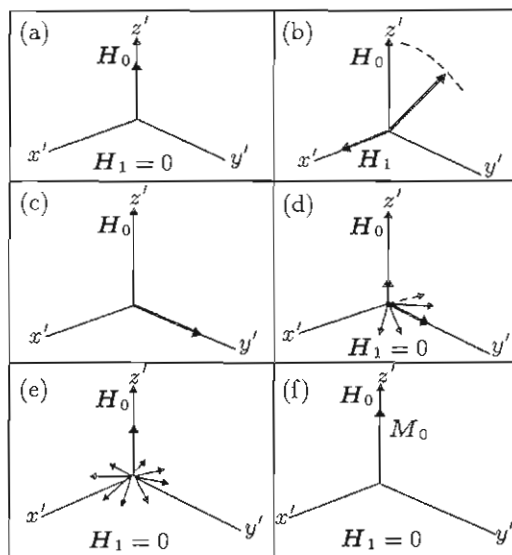 (a)
z′
H₀
x′
y′
H₁ = 0
(b)
z′
H₀
x′
H₁
y′
(c)
z′
H₀
x′
y′
(d)
z′
H₀
x′
H₁ = 0
y′
(e)
z′
H₀
x′
H₁ = 0
y′
(f)
z′
H₀
M₀
x′
H₁ = 0
y′